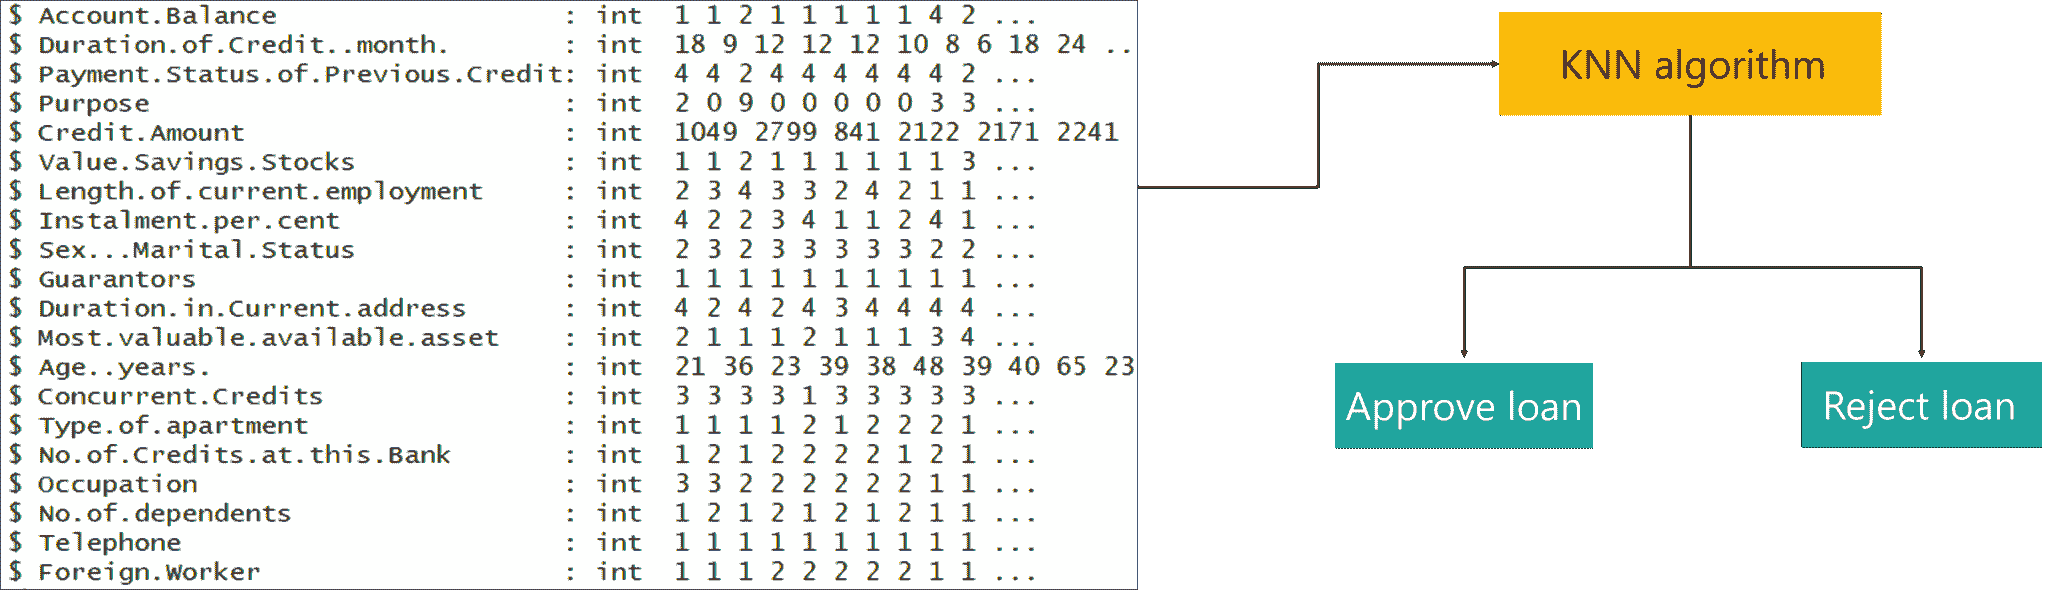 $ Account.Balance : int 1 1 2 1 1 1 1 1 4 2 ...
$ Duration.of.Credit..month. : int 18 9 12 12 12 10 8 6 18 24 ..
$ Payment.Status.of.Previous.Credit: int 4 4 2 4 4 4 4 4 4 2 ...
$ Purpose : int 2 0 9 0 0 0 0 0 3 3 ...
$ Credit.Amount : int 1049 2799 841 2122 2171 2241
$ Value.Savings.Stocks : int 1 1 2 1 1 1 1 1 1 3 ...
$ Length.of.current.employment : int 2 3 4 3 3 2 4 2 1 1 ...
$ Instalment.per.cent : int 4 2 2 3 4 1 1 2 4 1 ...
$ Sex...Marital.Status : int 2 3 2 3 3 3 3 3 2 2 ...
$ Guarantors : int 1 1 1 1 1 1 1 1 1 1 ...
$ Duration.in.Current.address : int 4 2 4 2 4 3 4 4 4 4 ...
$ Most.valuable.available.asset : int 2 1 1 1 2 1 1 1 3 4 ...
$ Age..years. : int 21 36 23 39 38 48 39 40 65 23
$ Concurrent.Credits : int 3 3 3 3 1 3 3 3 3 3 ...
$ Type.of.apartment : int 1 1 1 1 2 1 2 2 2 1 ...
$ No.of.Credits.at.this.Bank : int 1 2 1 2 2 2 2 1 2 1 ...
$ Occupation : int 3 3 2 2 2 2 2 2 1 1 ...
$ No.of.dependents : int 1 2 1 2 1 2 1 2 1 1 ...
$ Telephone : int 1 1 1 1 1 1 1 1 1 1 ...
$ Foreign.Worker : int 1 1 1 2 2 2 2 2 1 1 ...
KNN algorithm
Approve loan
Reject loan